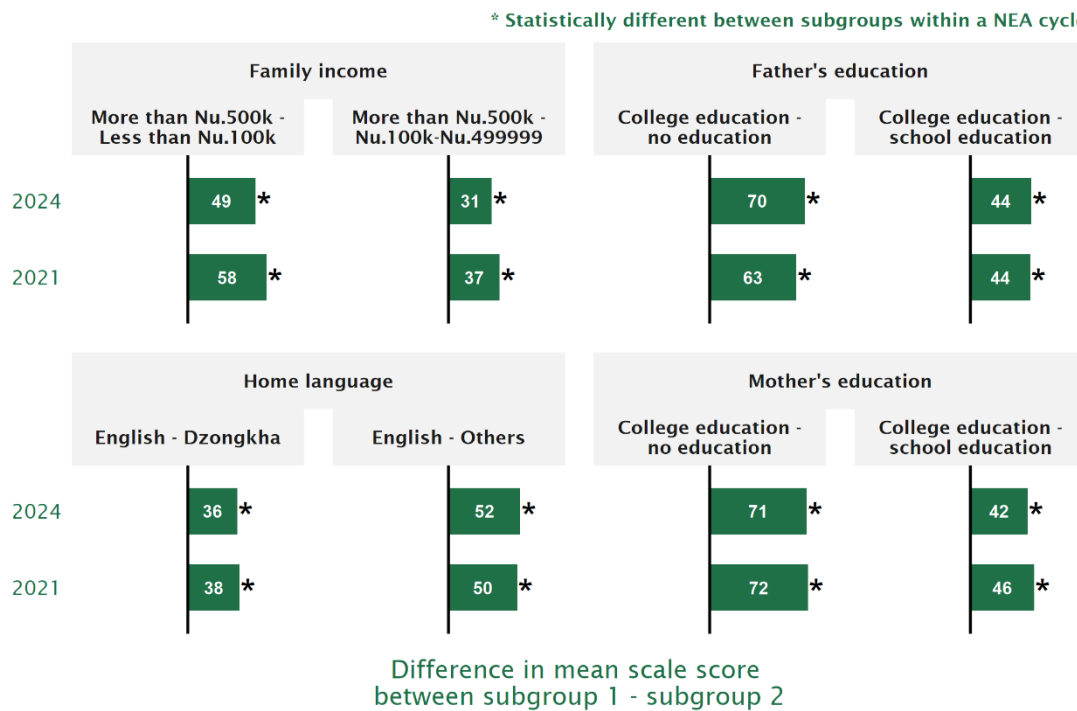 * Statistically different between subgroups within a NEA cycle
Family income
Father's education
More than Nu.500k -
Less than Nu.100k
More than Nu.500k -
Nu.100k-Nu.499999
College education -
no education
College education -
school education
2024
49 *
31 *
70 *
44 *
2021
58 *
37 *
63 *
44 *
Home language
Mother's education
English - Dzongkha
English - Others
College education -
no education
College education -
school education
2024
36 *
52 *
71 *
42 *
2021
38 *
50 *
72 *
46 *
Difference in mean scale score
between subgroup 1 - subgroup 2